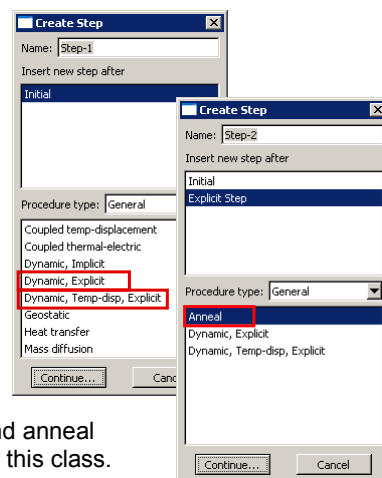 Create Step
Name: Step-1
Insert new step after
Initial
Procedure type: General
Coupled temp-displacement
Coupled thermal-electric
Dynamic, Implicit
Dynamic, Explicit
Dynamic, Temp-disp, Explicit
Geostatic
Heat transfer
Mass diffusion
Continue...
Create Step
Name: Step-2
Insert new step after
Initial
Explicit Step
Procedure type: General
Anneal
Dynamic, Explicit
Dynamic, Temp-disp, Explicit
Continue... Cancel
anneal
this class.